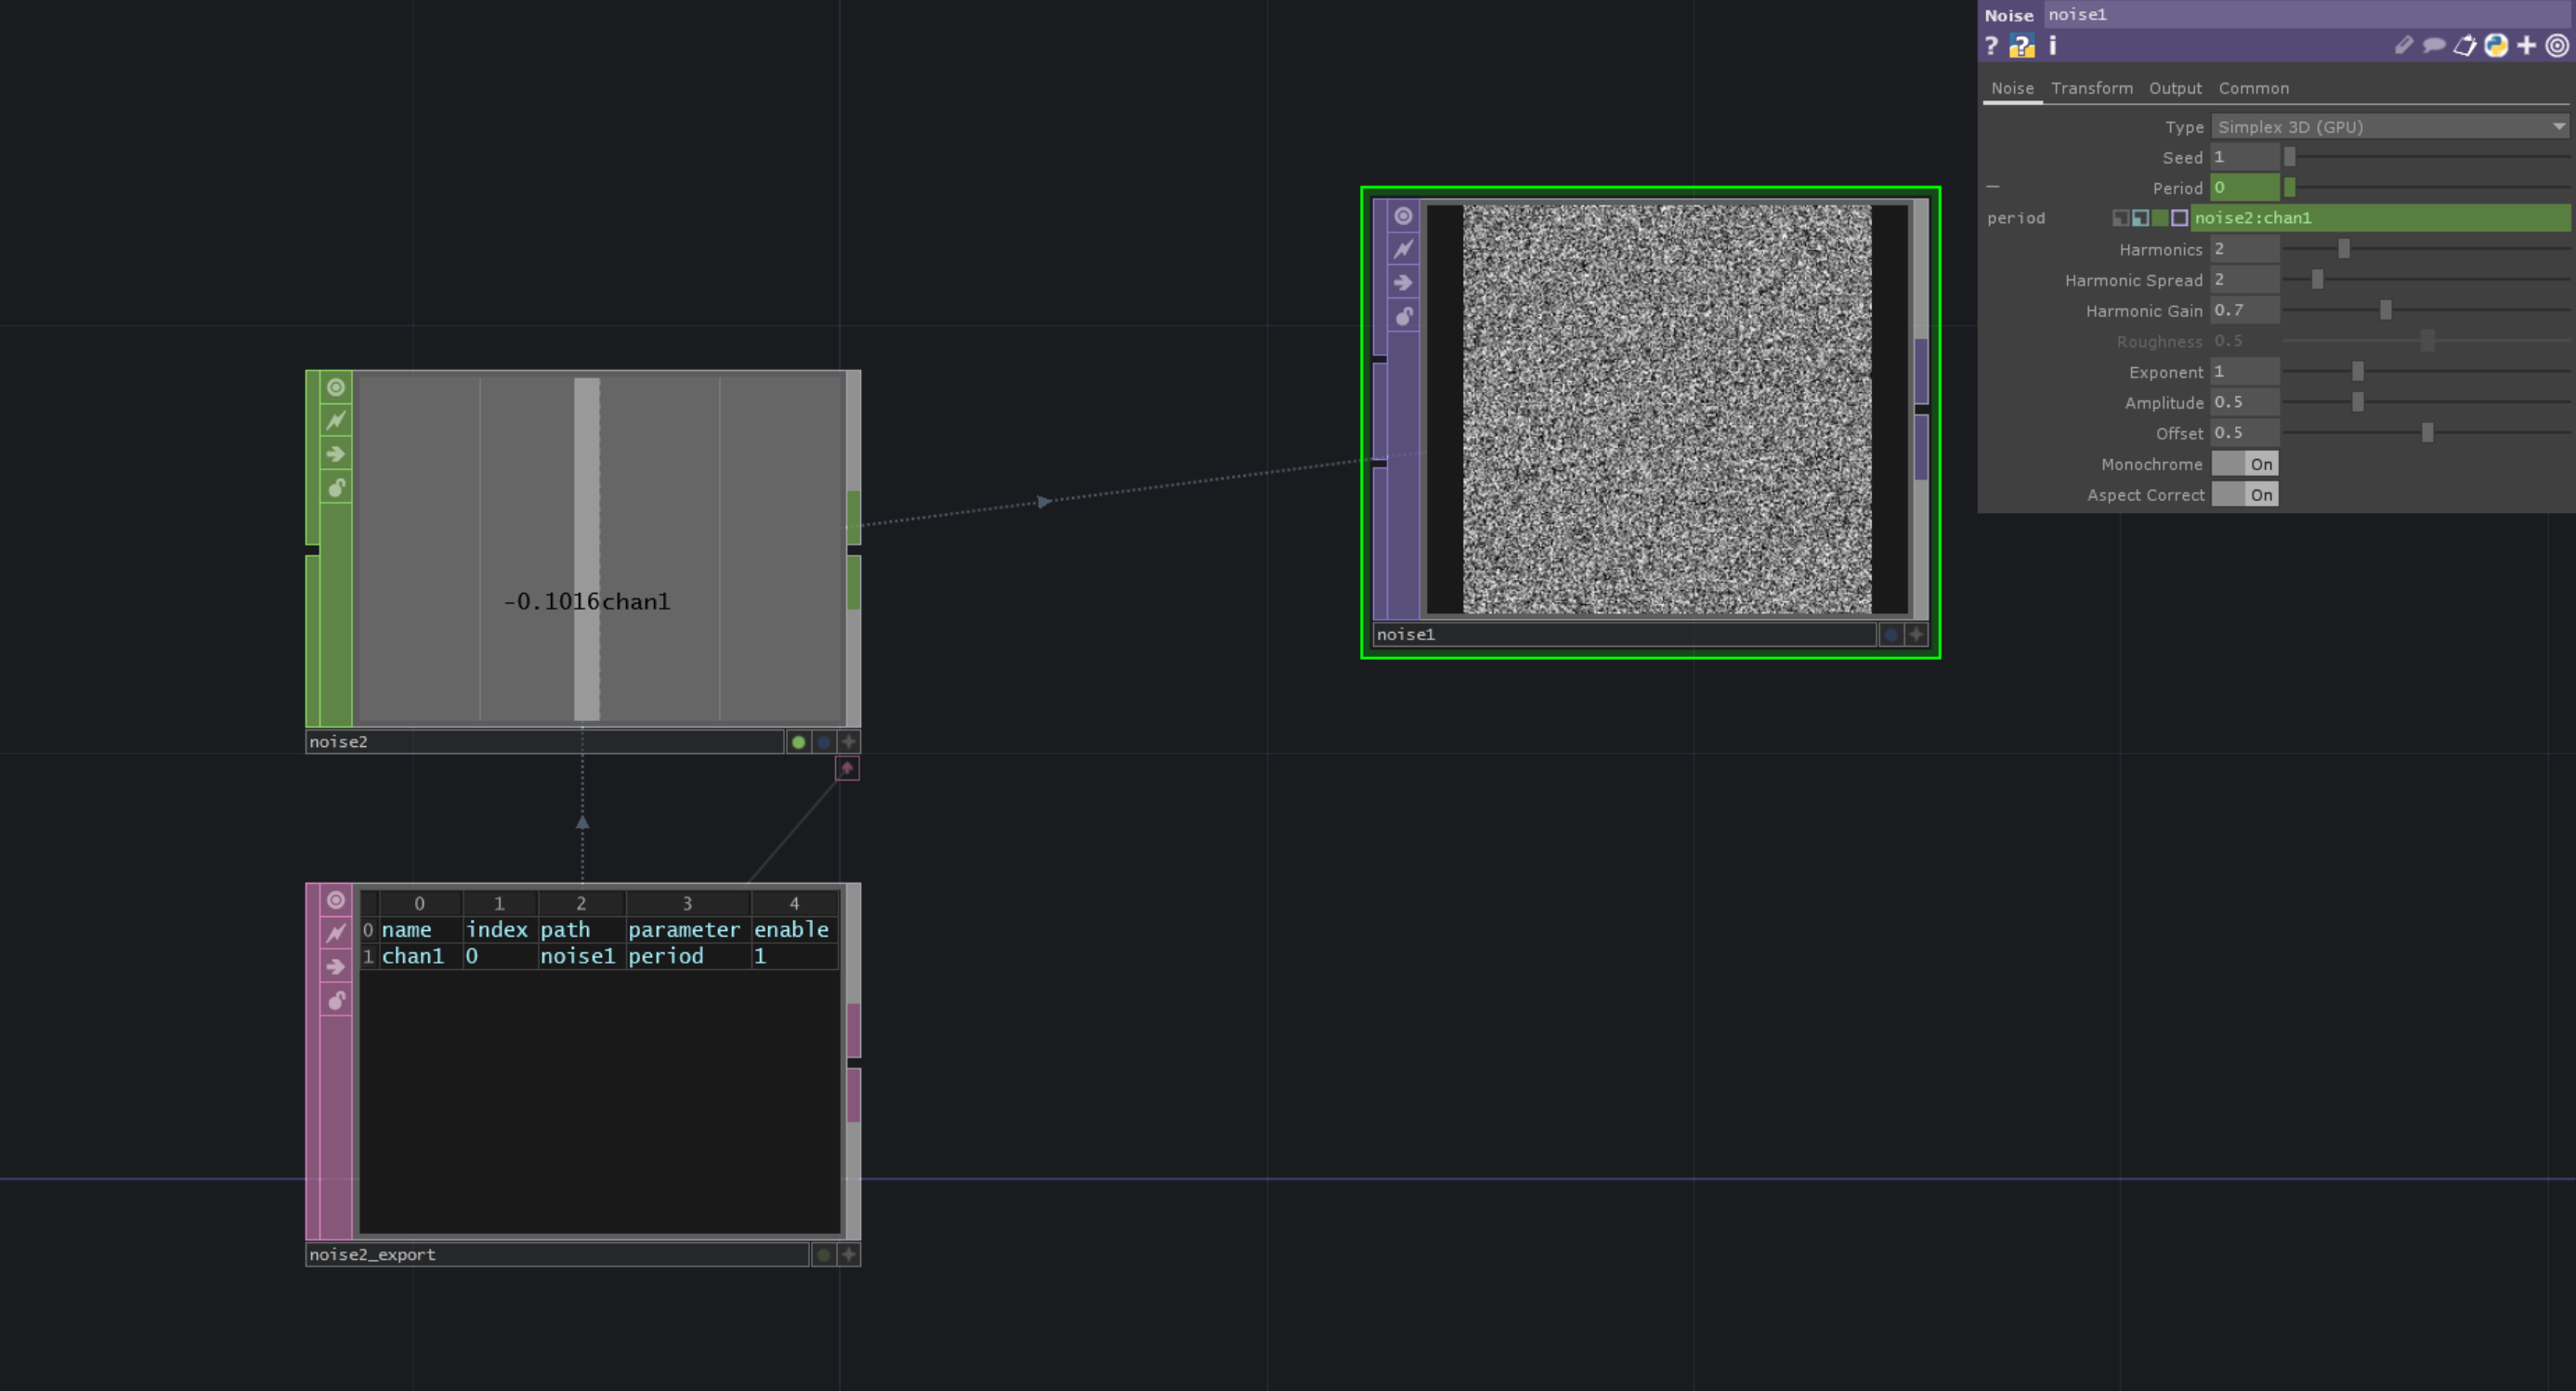 Noise noise1
? ? i
Noise Transform Output Common
Type Simplex 3D (GPU)
Seed 1
Period 0
period noise2:chan1
Harmonics 2
Harmonic Spread 2
Harmonic Gain 0.7
Roughness 0.5
Exponent 1
Amplitude 0.5
Offset 0.5
Monochrome On
Aspect Correct On
noise1
-0.1016chan1
noise2
0 1 2 3 4
0 name index path parameter enable
1 chan1 0 noise1 period 1
noise2_export